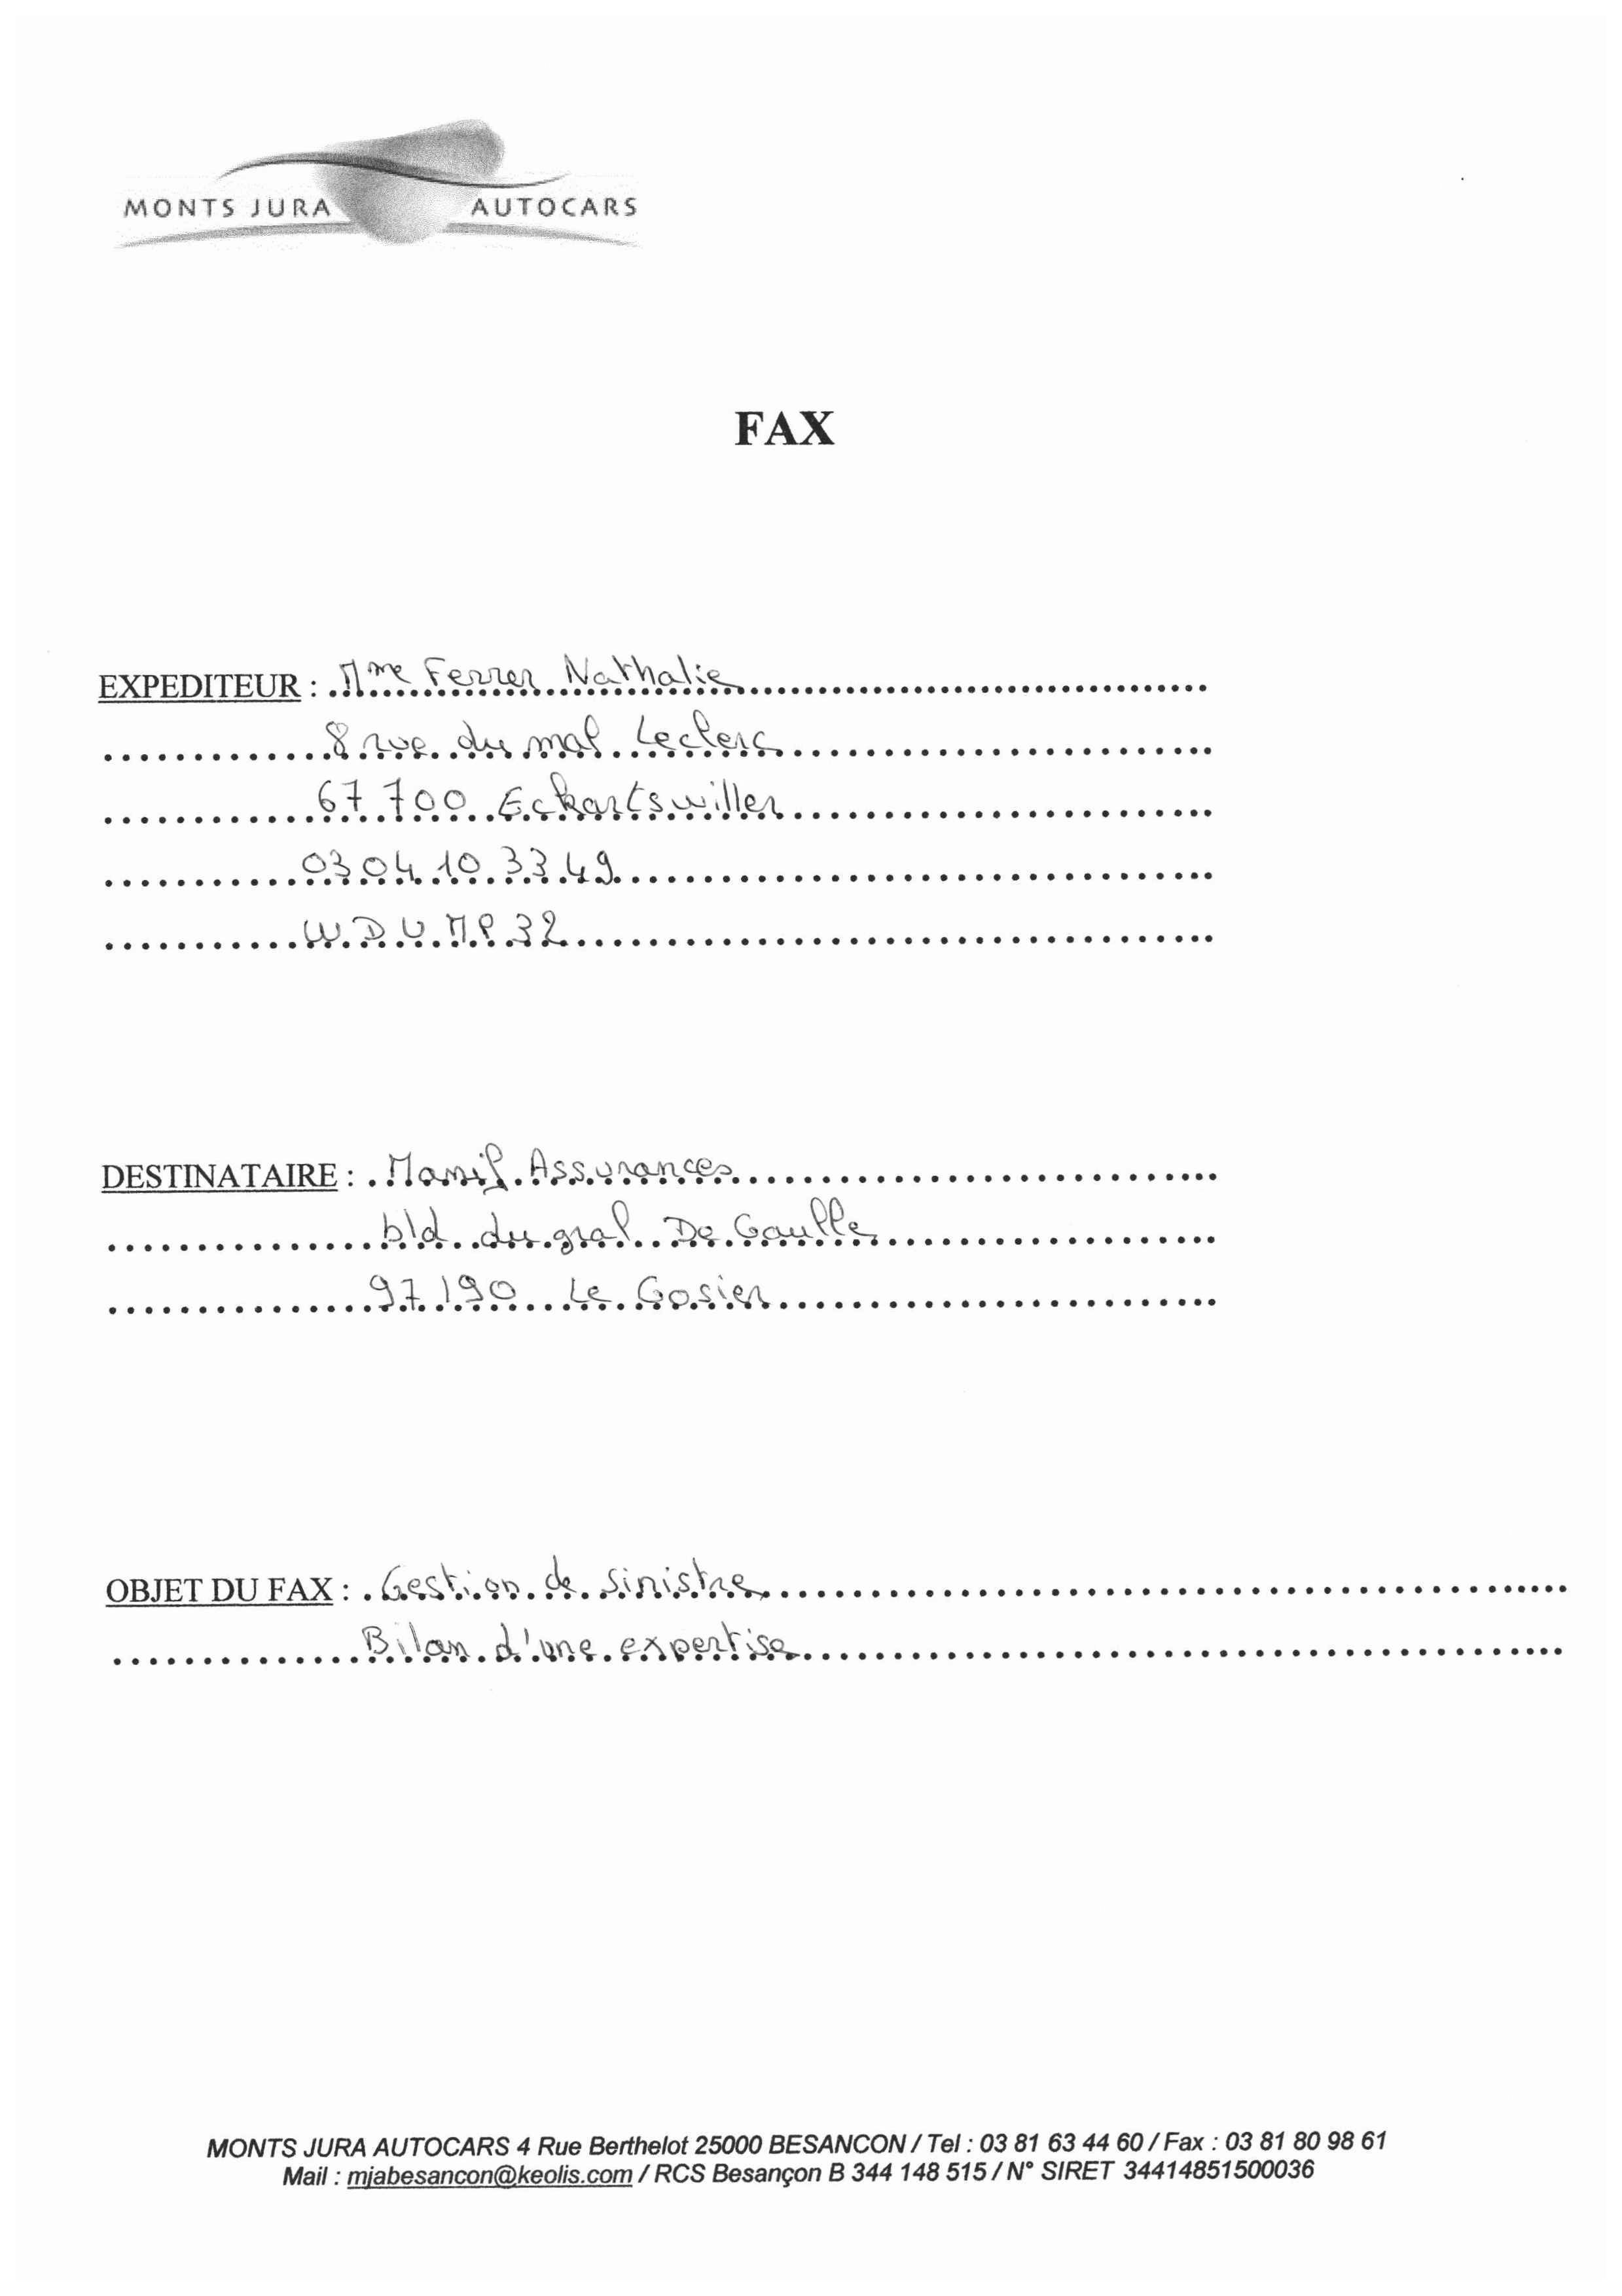 MONTS JURA AUTOCARS
FAX
EXPEDITEUR : Mme Ferrer Nathalie
8 rue du mal Leclerc
67 700 Eckartswiller
03 04 10 33 49
WDUMP32
DESTINATAIRE : Mamif Assurances
bld du gral De Gaulle
97190 Le Gosier
OBJET DU FAX : Gestion de sinistre
Bilan d'une expertise
MONTS JURA AUTOCARS 4 Rue Berthelot 25000 BESANCON / Tel : 03 81 63 44 60 / Fax : 03 81 80 98 61
Mail : mjabesancon@keolis.com / RCS Besançon B 344 148 515 / N° SIRET 34414851500036